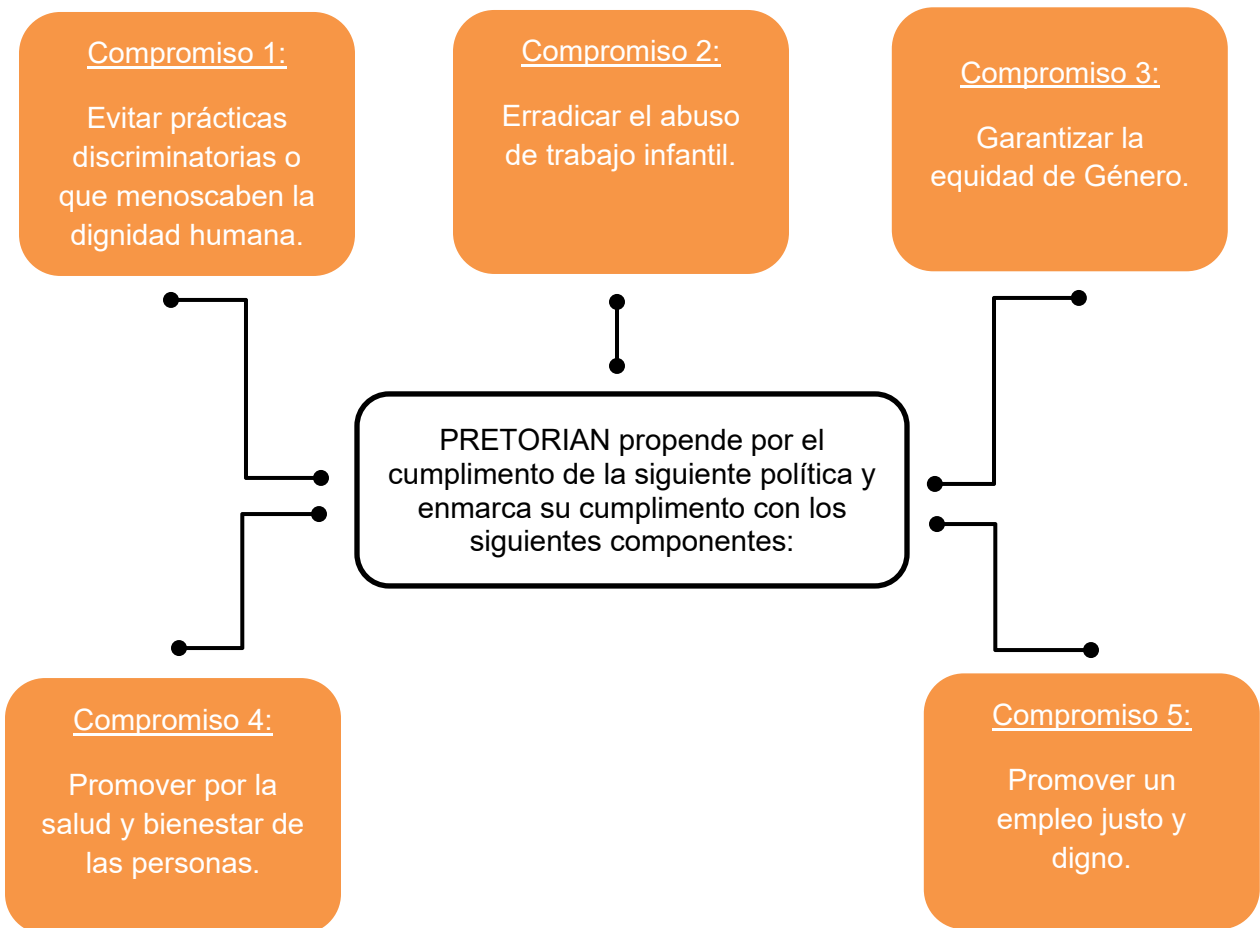 Compromiso 1:
Evitar prácticas
discriminatorias o
que menoscaben la
dignidad humana.
Compromiso 2:
Erradicar el abuso
de trabajo infantil.
Compromiso 3:
Garantizar la
equidad de Género.
PRETORIAN propende por el
cumplimento de la siguiente política y
enmarca su cumplimento con los
siguientes componentes:
Compromiso 4:
Promover por la
salud y bienestar de
las personas.
Compromiso 5:
Promover un
empleo justo y
digno.